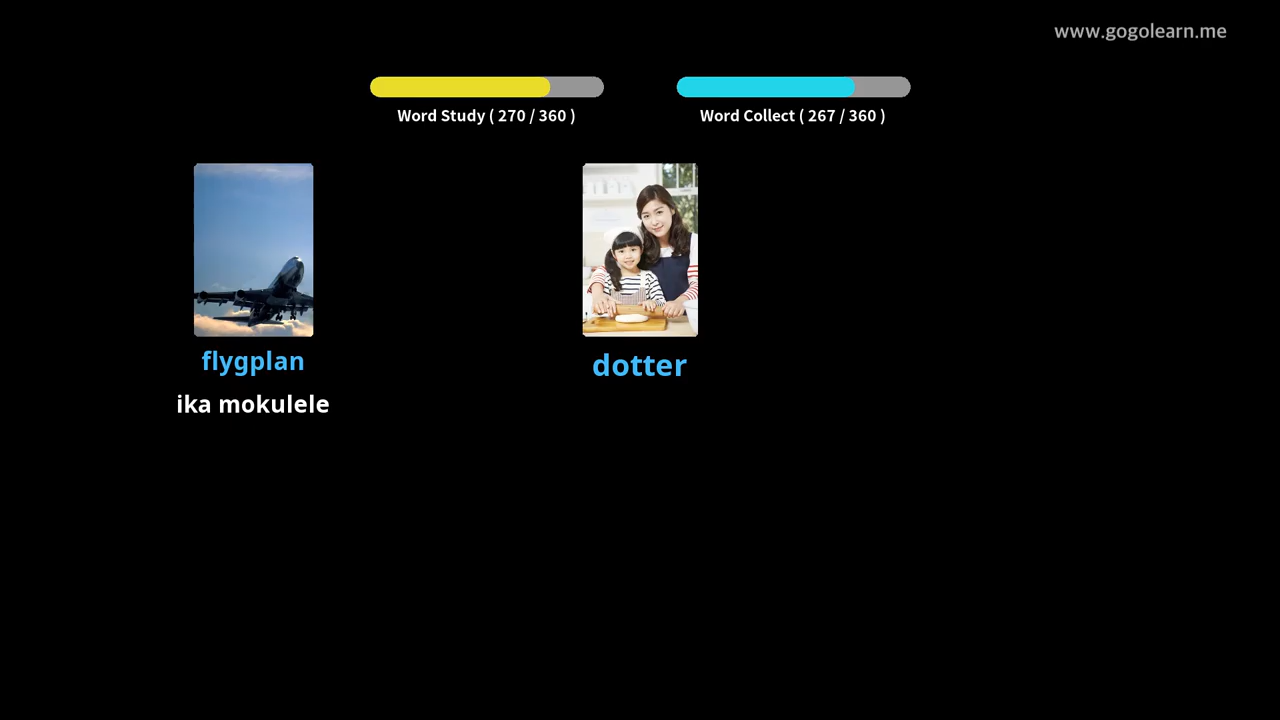 www.gogolearn.me
Word Study ( 270 / 360 )
Word Collect ( 267 / 360 )
flygplan
dotter
ika mokulele